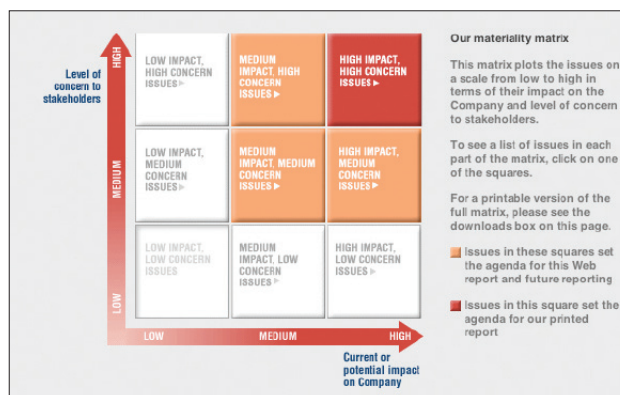 HIGH
Level of
concern to
stakeholders
MEDIUM
LOW
LOW IMPACT,
HIGH CONCERN
ISSUES
MEDIUM
IMPACT, HIGH
CONCERN
ISSUES
HIGH IMPACT,
HIGH CONCERN
ISSUES
LOW IMPACT,
MEDIUM
CONCERN
ISSUES
MEDIUM
IMPACT, MEDIUM
CONCERN
ISSUES
HIGH IMPACT,
MEDIUM
CONCERN
ISSUES
LOW IMPACT,
LOW CONCERN
ISSUES
MEDIUM
IMPACT, LOW
CONCERN
ISSUES
HIGH IMPACT,
LOW CONCERN
ISSUES
LOW
MEDIUM
HIGH
Current or
potential impact
on Company
Our materiality matrix
This matrix plots the issues on
a scale from low to high in
terms of their impact on the
Company and level of concern
to stakeholders.
To see a list of issues in each
part of the matrix, click on one
of the squares.
For a printable version of the
full matrix, please see the
downloads box on this page.
Issues in these squares set
the agenda for this Web
report and future reporting
Issues in this square set the
agenda for our printed
report